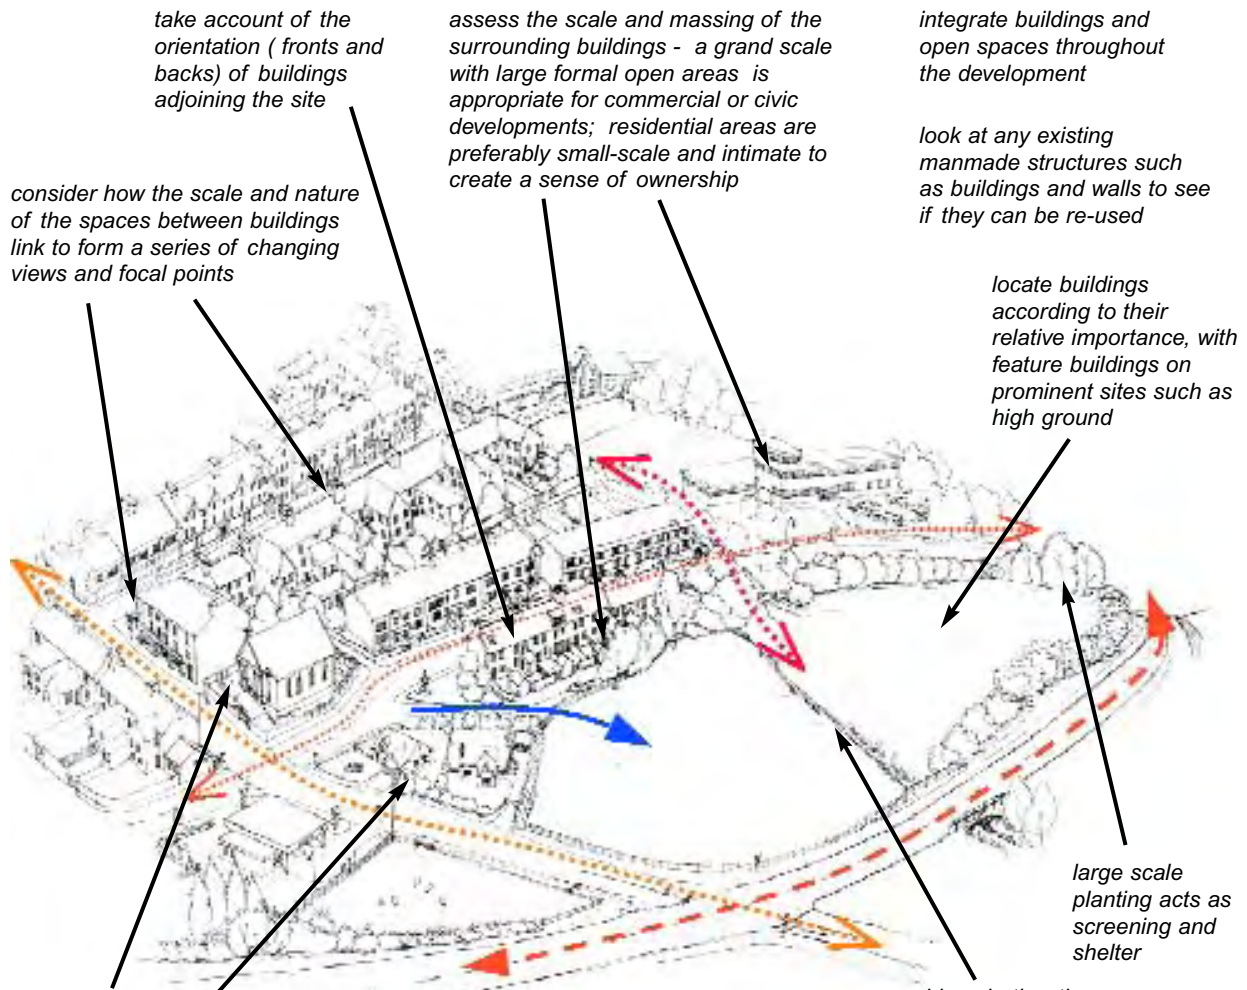 take account of the
orientation ( fronts and
backs) of buildings
adjoining the site
assess the scale and massing of the
surrounding buildings - a grand scale
with large formal open areas is
appropriate for commercial or civic
developments; residential areas are
preferably small-scale and intimate to
create a sense of ownership
integrate buildings and
open spaces throughout
the development
look at any existing
manmade structures such
as buildings and walls to see
if they can be re-used
consider how the scale and nature
of the spaces between buildings
link to form a series of changing
views and focal points
locate buildings
according to their
relative importance, with
feature buildings on
prominent sites such as
high ground
large scale
planting acts as
screening and
shelter